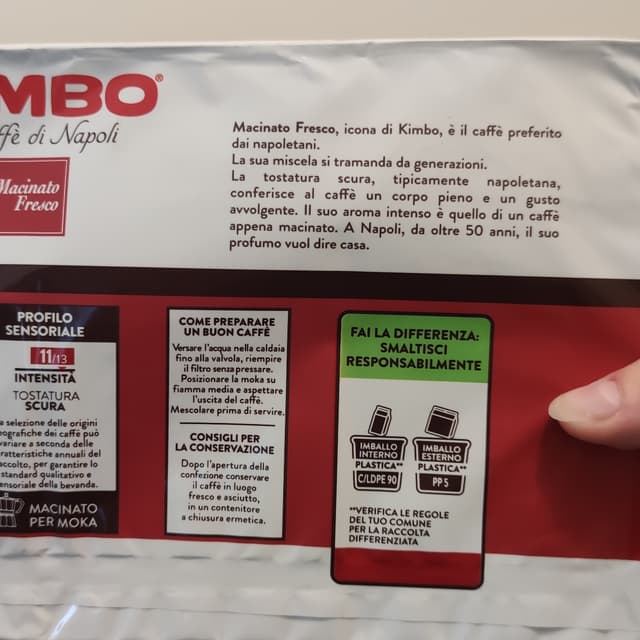 MBO®
ffè di Napoli
Macinato
Fresco
Macinato Fresco, icona di Kimbo, è il caffè preferito
dai napoletani.
La sua miscela si tramanda da generazioni.
La tostatura scura, tipicamente napoletana,
conferisce al caffè un corpo pieno e un gusto
avvolgente. Il suo aroma intenso è quello di un caffè
appena macinato. A Napoli, da oltre 50 anni, il suo
profumo vuol dire casa.
PROFILO
SENSORIALE
11/13
INTENSITÀ
TOSTATURA
SCURA
a selezione delle origini
eografiche dei caffè può
variare a seconda delle
ratteristiche annuali del
accolto, per garantire lo
standard qualitativo e
ensoriale della bevanda.
MACINATO
PER MOKA
COME PREPARARE
UN BUON CAFFÈ
Versare l'acqua nella caldaia
fino alla valvola, riempire
il filtro senza pressare.
Posizionare la moka su
fiamma media e aspettare
l'uscita del caffè.
Mescolare prima di servire.
CONSIGLI PER
LA CONSERVAZIONE
Dopo l'apertura della
confezione conservare
il caffè in luogo
fresco e asciutto,
in un contenitore
a chiusura ermetica.
FAI LA DIFFERENZA:
SMALTISCI
RESPONSABILMENTE
IMBALLO
INTERNO
PLASTICA**
C/LDPE 90
IMBALLO
ESTERNO
PLASTICA**
PP 5
**VERIFICA LE REGOLE
DEL TUO COMUNE
PER LA RACCOLTA
DIFFERENZIATA